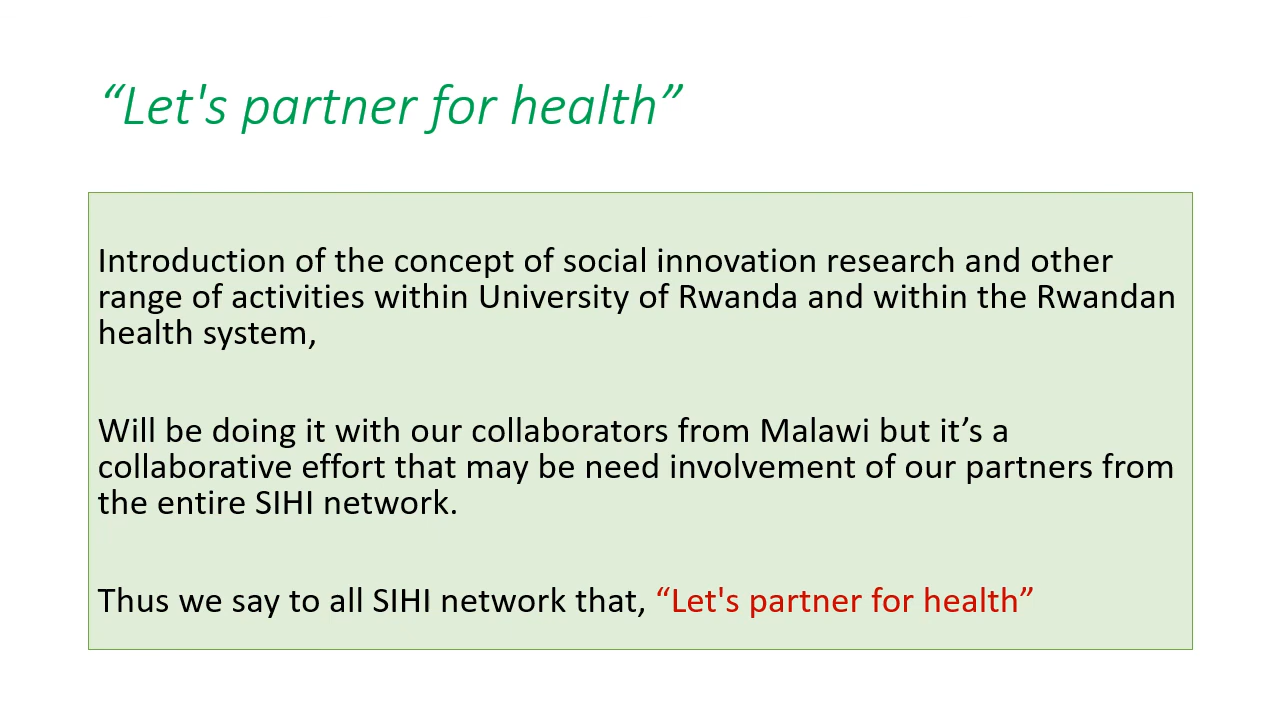 “Let's partner for health”
Introduction of the concept of social innovation research and other
range of activities within University of Rwanda and within the Rwandan
health system,
Will be doing it with our collaborators from Malawi but it’s a
collaborative effort that may be need involvement of our partners from
the entire SIHI network.
Thus we say to all SIHI network that, “Let's partner for health”